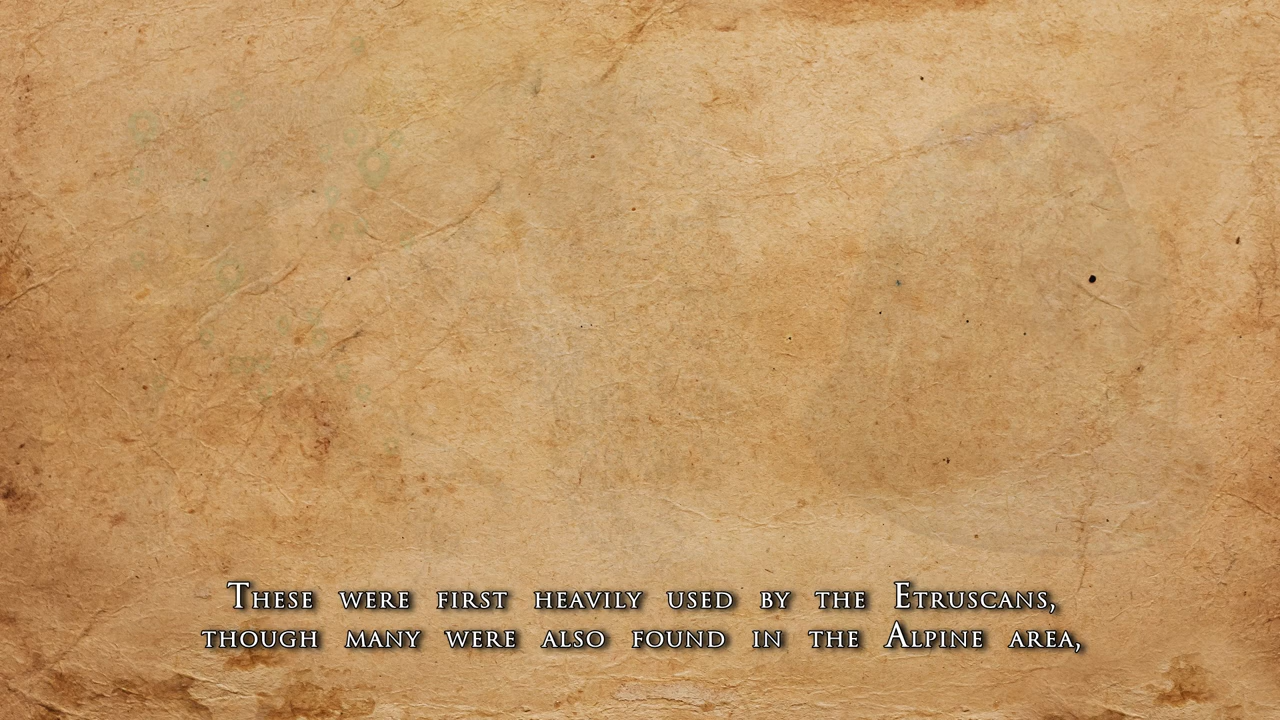 These were first heavily used by the Etruscans,
though many were also found in the Alpine area,